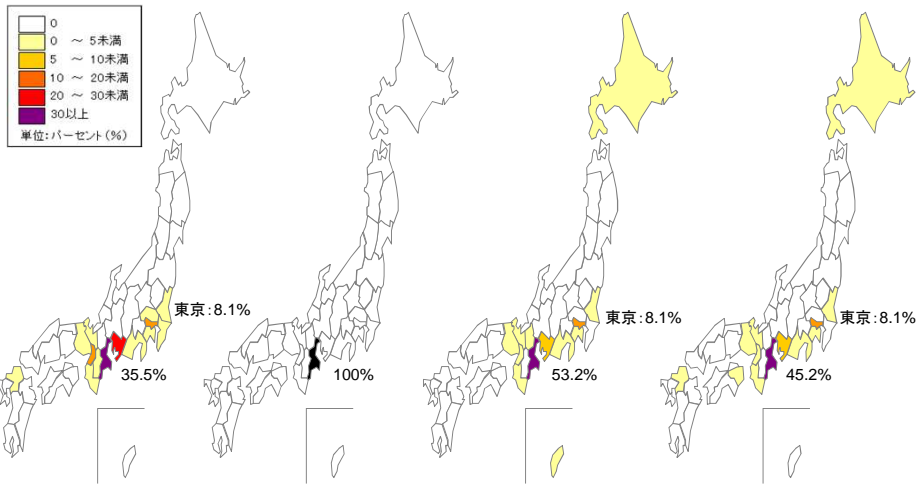 0
0 ～ 5未満
5 ～ 10未満
10 ～ 20未満
20 ～ 30未満
30以上
単位:パーセント(%)
東京:8.1%
35.5%
100%
東京:8.1%
53.2%
東京:8.1%
45.2%